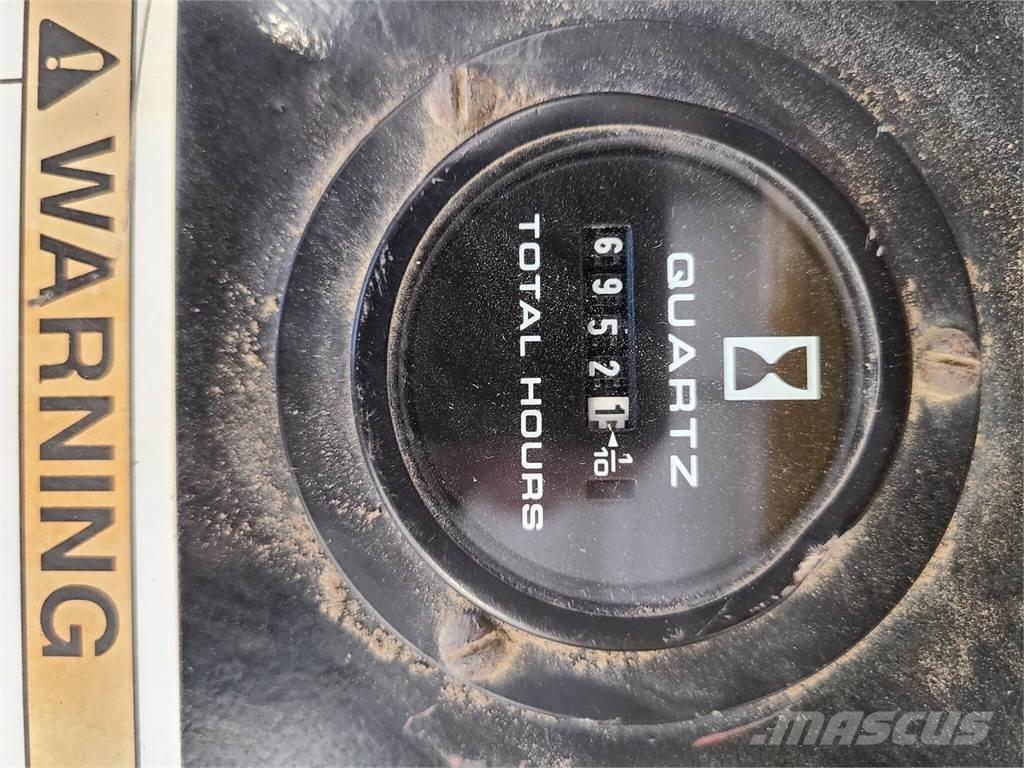 QUARTZ
69521 1/10
TOTAL HOURS
WARNING
MASCUS